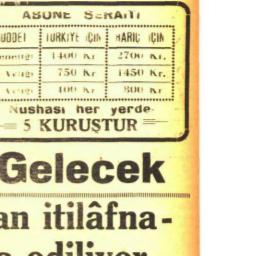 ABONE ŞERAİTİ
MÜDDET TÜRKİYE İÇİN HARİÇ İÇİN
Seneliği 1400 Kr 2700 Kr.
Aylığı 750 Kr 1450 Kr.
Aylığı 400 Kr 800 Kr
Nushası her yerde
5 KURUŞTUR
Gelecek
an itilâfna-
ediliyor